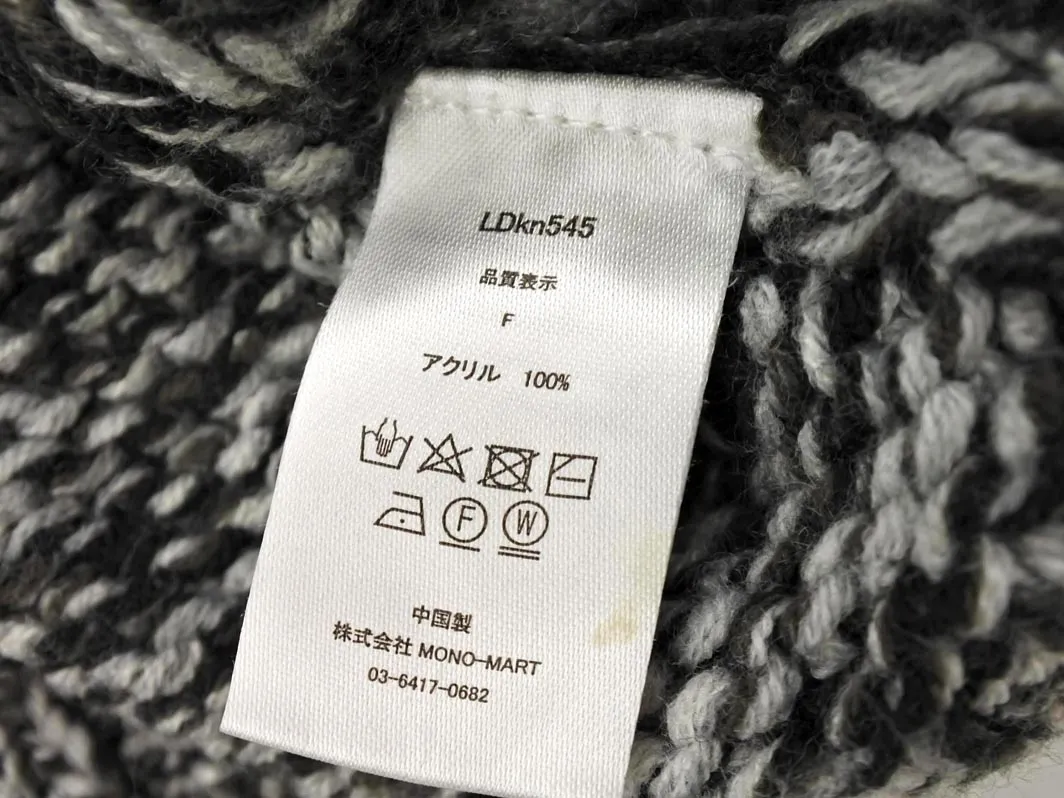 LDkn545
品質表示
F
アクリル 100%
F W
中国製
株式会社 MONO-MART
03-6417-0682